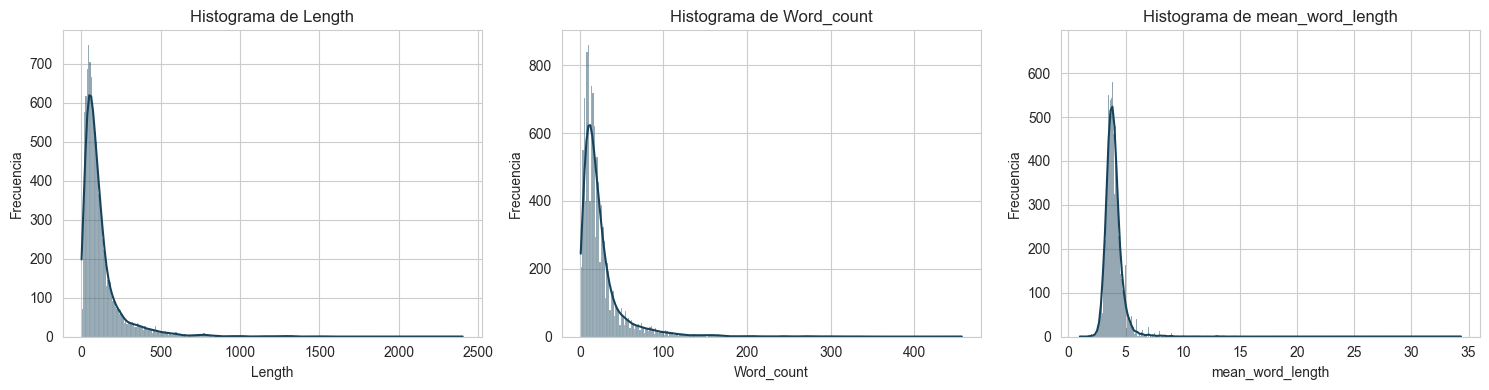 Histograma de Length
700
600
500
400
300
200
100
0
Frecuencia
0 500 1000 1500 2000 2500
Length
Histograma de Word_count
800
600
400
200
0
Frecuencia
0 100 200 300 400
Word_count
Histograma de mean_word_length
600
500
400
300
200
100
0
Frecuencia
0 5 10 15 20 25 30 35
mean_word_length